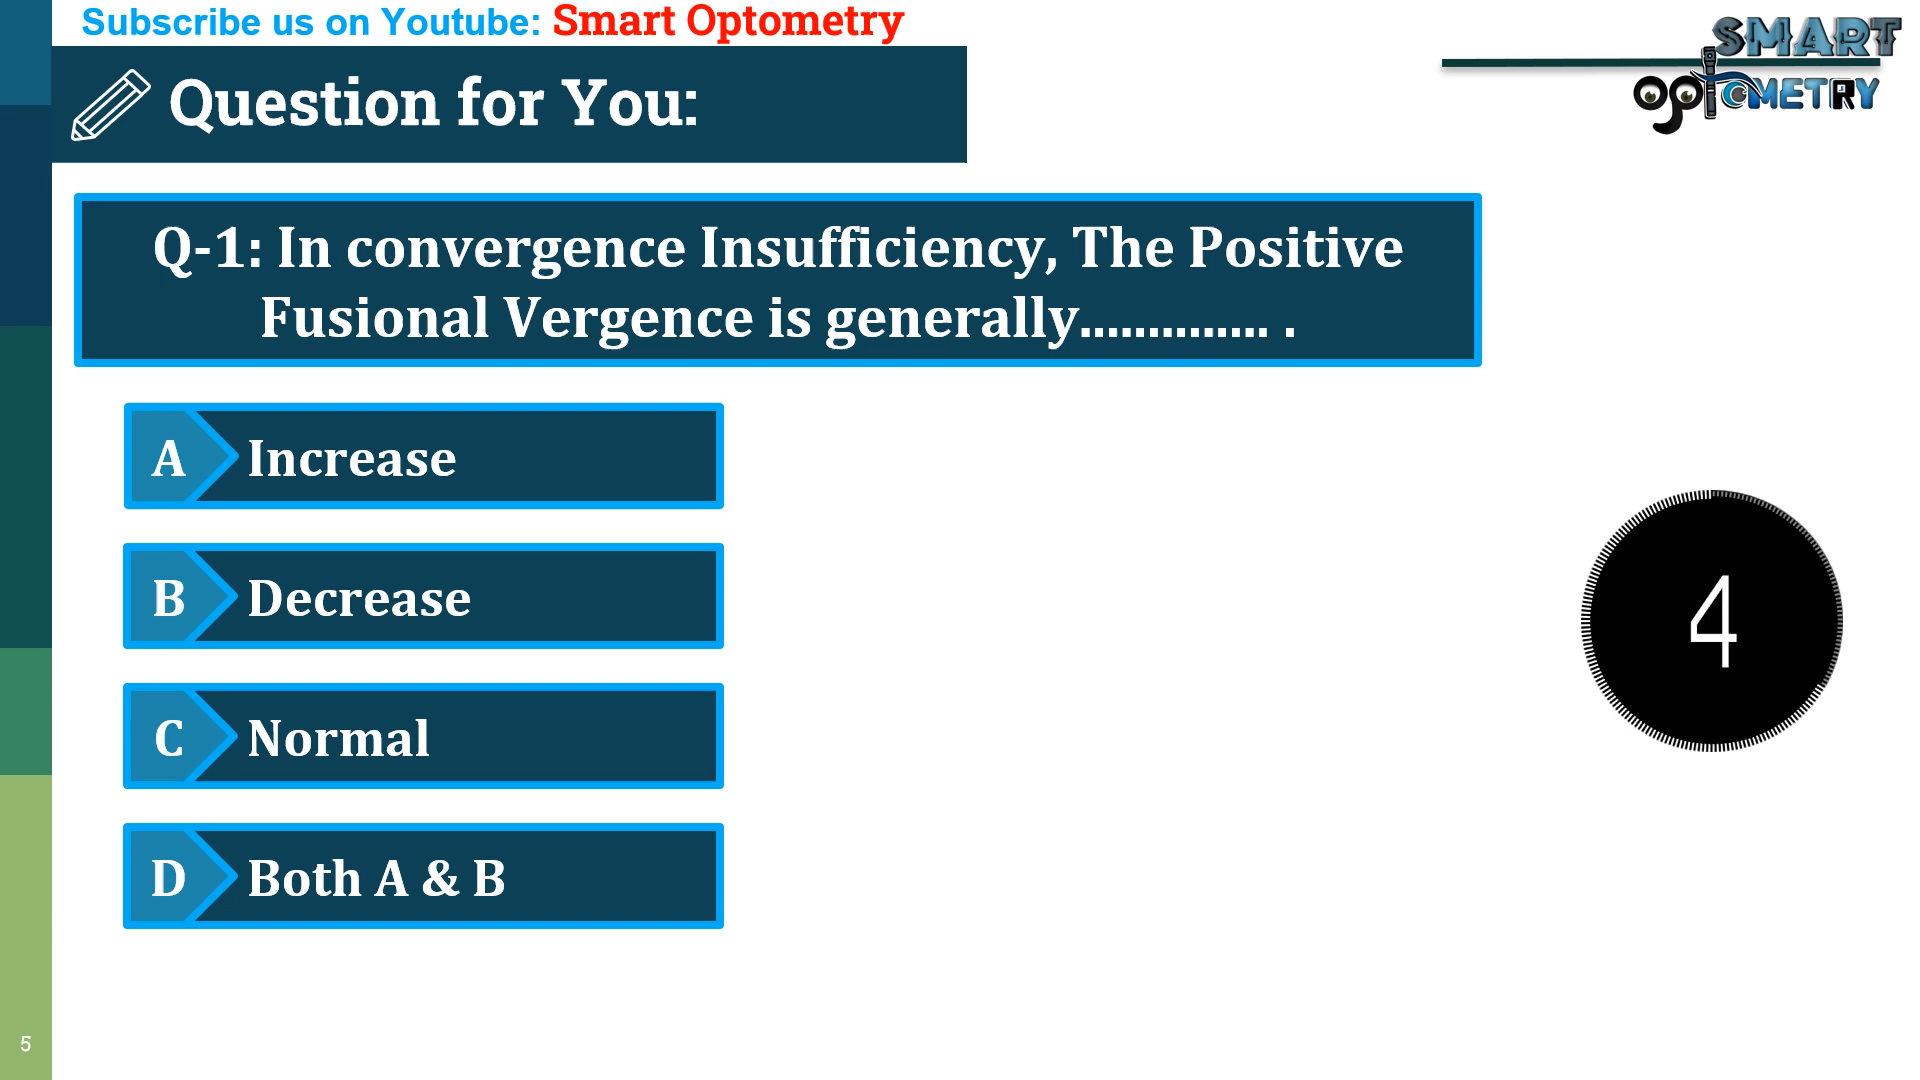 Subscribe us on Youtube: Smart Optometry
SMART
OPTOMETRY
Question for You:
Q-1: In convergence Insufficiency, The Positive
Fusional Vergence is generally.............. .
A Increase
B Decrease
4
C Normal
D Both A & B
5